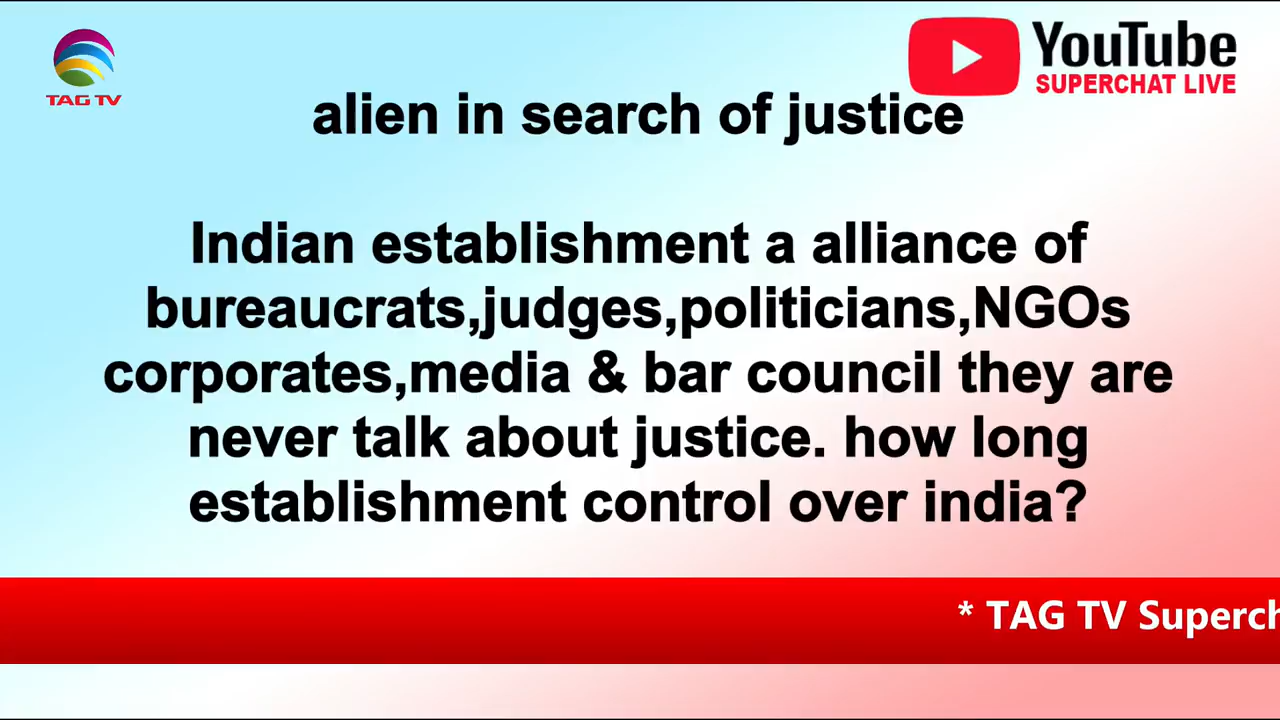 TAG TV
YouTube
SUPERCHAT LIVE
alien in search of justice
Indian establishment a alliance of
bureaucrats,judges,politicians,NGOs
corporates,media & bar council they are
never talk about justice. how long
establishment control over india?
* TAG TV Superch